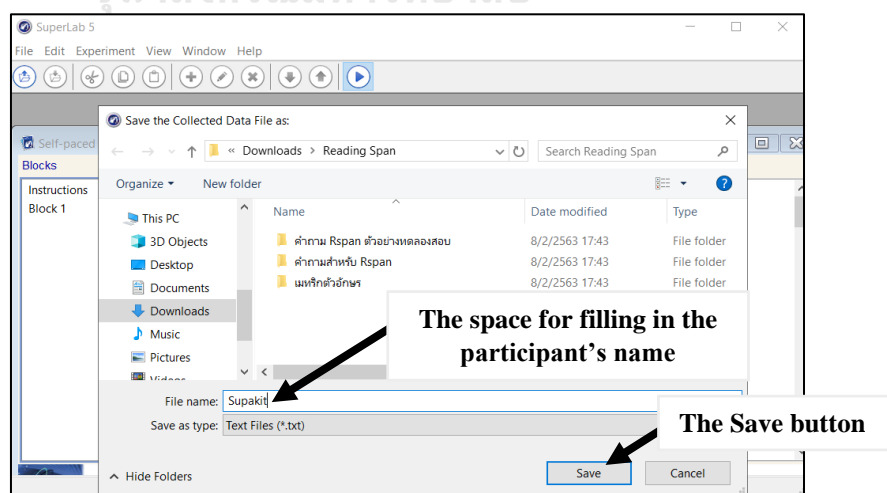 SuperLab 5
File Edit Experiment View Window Help
Save the Collected Data File as:
Self-paced
« Downloads > Reading Span
Search Reading Span
Blocks
Organize
New folder
Instructions
Block 1
Name
Date modified
Type
This PC
3D Objects
Desktop
Documents
Downloads
Music
Pictures
Videos
คำถาม Rspan ตัวอย่างทดลองสอบ
8/2/2563 17:43
File folder
คำถามสำหรับ Rspan
8/2/2563 17:43
File folder
เมทริกตัวอักษร
8/2/2563 17:43
File folder
The space for filling in the
participant's name
File name: Supakit
Save as type: Text Files (*.txt)
The Save button
Hide Folders
Save
Cancel